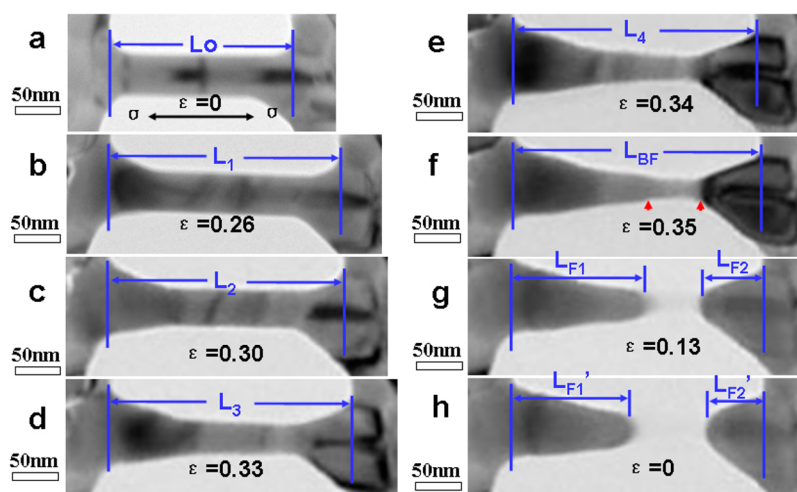 a
Lo
50nm
ε =0
σ σ
b
L1
50nm
ε =0.26
c
L2
50nm
ε =0.30
d
L3
50nm
ε =0.33
e
L4
50nm
ε =0.34
f
LBF
50nm
ε =0.35
g
LF1 LF2
50nm
ε =0.13
h
LF1’ LF2’
50nm
ε =0